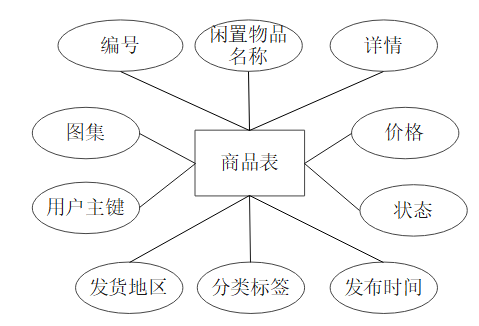 编号
闲置物品
名称
详情
图集
价格
商品表
用户主键
状态
发货地区
分类标签
发布时间